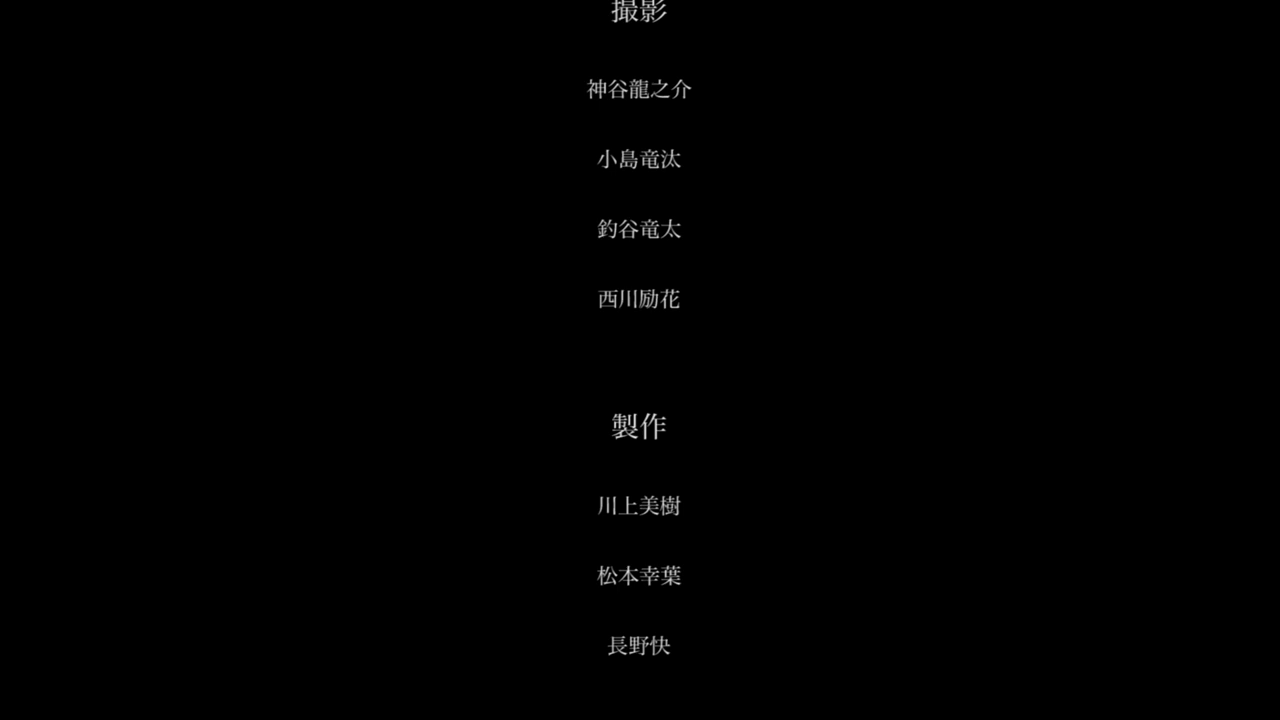 撮影
神谷龍之介
小島竜汰
釣谷竜太
西川励花
製作
川上美樹
松本幸葉
長野快